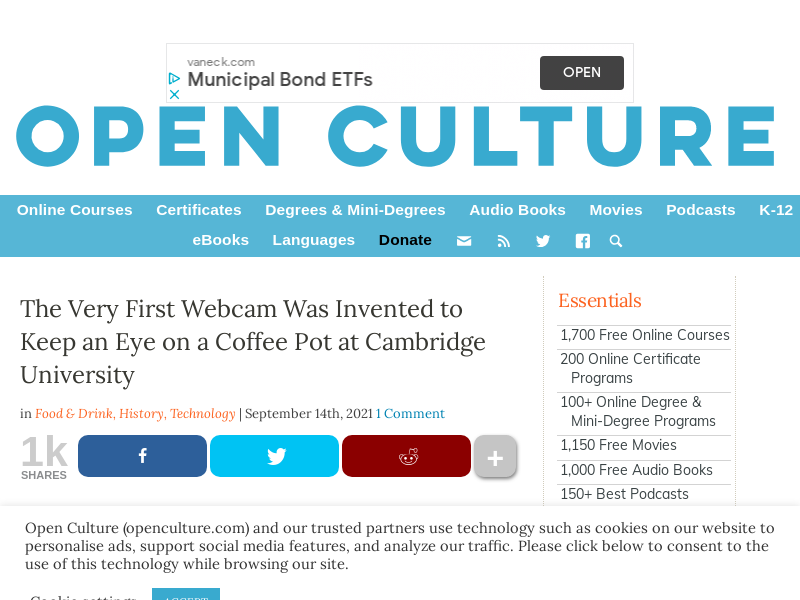 vaneck.com
Municipal Bond ETFs
OPEN
OPEN CULTURE
Online Courses Certificates Degrees & Mini-Degrees Audio Books Movies Podcasts K-12
eBooks Languages Donate
The Very First Webcam Was Invented to
Keep an Eye on a Coffee Pot at Cambridge
University
in Food & Drink, History, Technology | September 14th, 2021 1 Comment
1k
SHARES
Essentials
1,700 Free Online Courses
200 Online Certificate
Programs
100+ Online Degree &
Mini-Degree Programs
1,150 Free Movies
1,000 Free Audio Books
150+ Best Podcasts
Open Culture (openculture.com) and our trusted partners use technology such as cookies on our website to
personalise ads, support social media features, and analyze our traffic. Please click below to consent to the
use of this technology while browsing our site.
Cookie settings ACCEPT